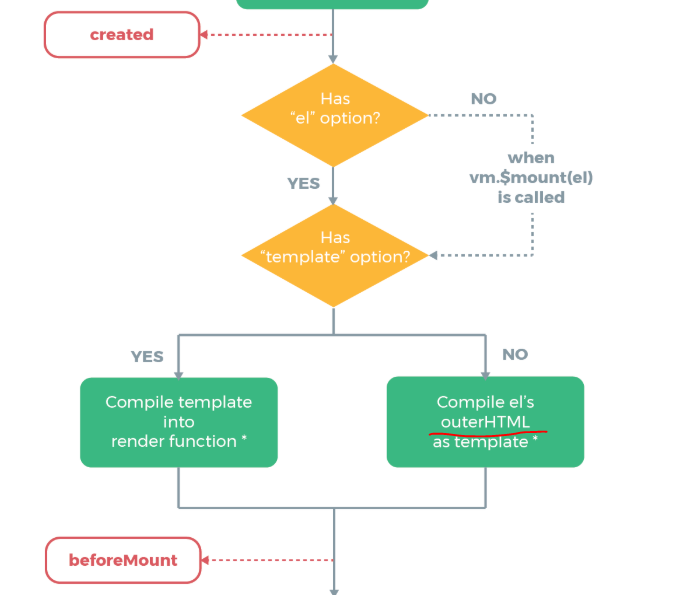 created
Has
“el” option?
NO
when
vm.$mount(el)
is called
YES
Has
“template” option?
YES
NO
Compile template
into
render function *
Compile el’s
outerHTML
as template *
beforeMount